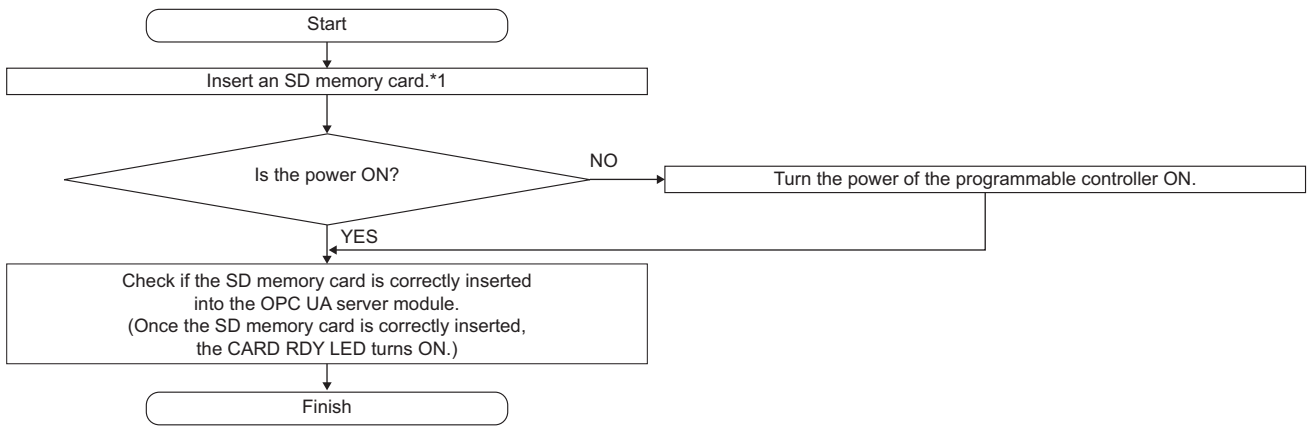 Start
Insert an SD memory card.*1
Is the power ON?
NO
Turn the power of the programmable controller ON.
YES
Check if the SD memory card is correctly inserted
into the OPC UA server module.
(Once the SD memory card is correctly inserted,
the CARD RDY LED turns ON.)
Finish